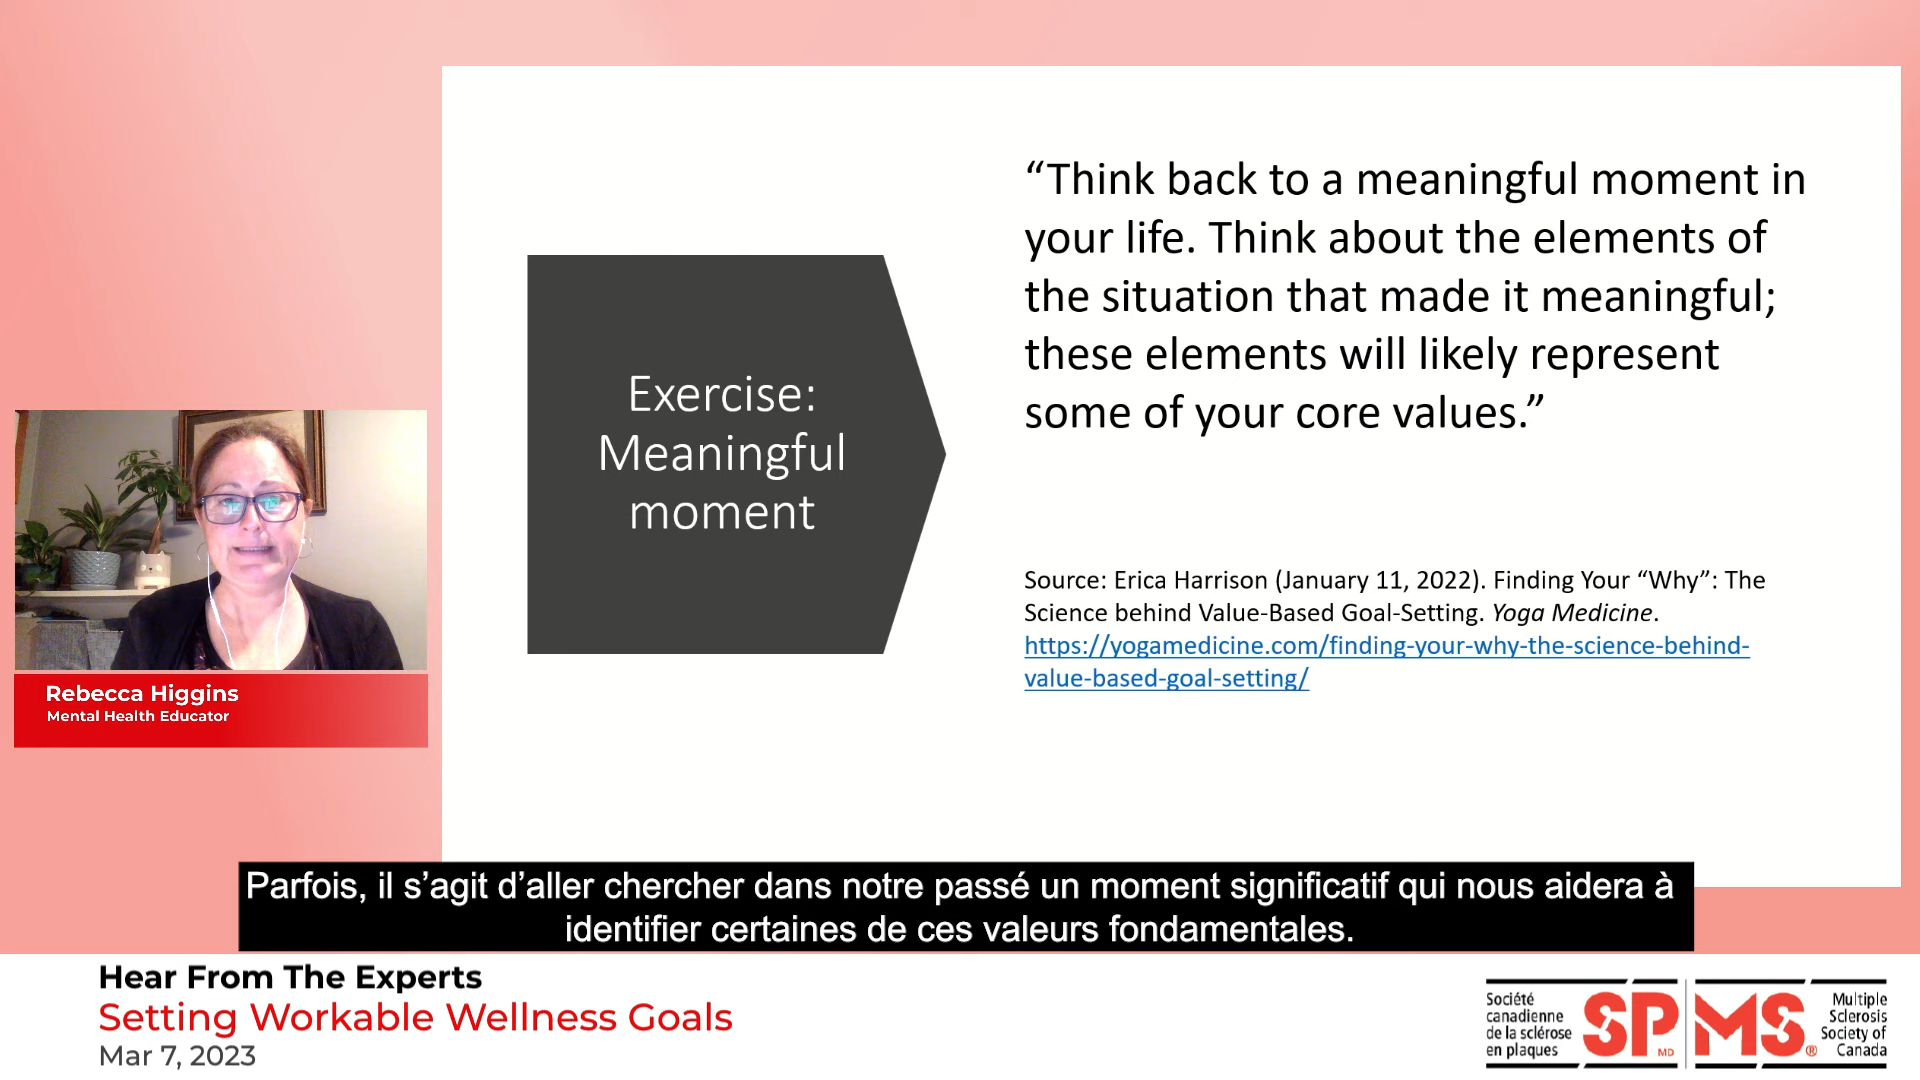 “Think back to a meaningful moment in
your life. Think about the elements of
the situation that made it meaningful;
these elements will likely represent
some of your core values.”
Exercise:
Meaningful
moment
Source: Erica Harrison (January 11, 2022). Finding Your “Why”: The
Science behind Value-Based Goal-Setting. Yoga Medicine.
https://yogamedicine.com/finding-your-why-the-science-behind-
value-based-goal-setting/
Rebecca Higgins
Mental Health Educator
Parfois, il s’agit d’aller chercher dans notre passé un moment significatif qui nous aidera à
identifier certaines de ces valeurs fondamentales.
Hear From The Experts
Setting Workable Wellness Goals
Mar 7, 2023
Société
canadienne
de la sclérose
en plaques
SP MD
MS ®
Multiple
Sclerosis
Society of
Canada